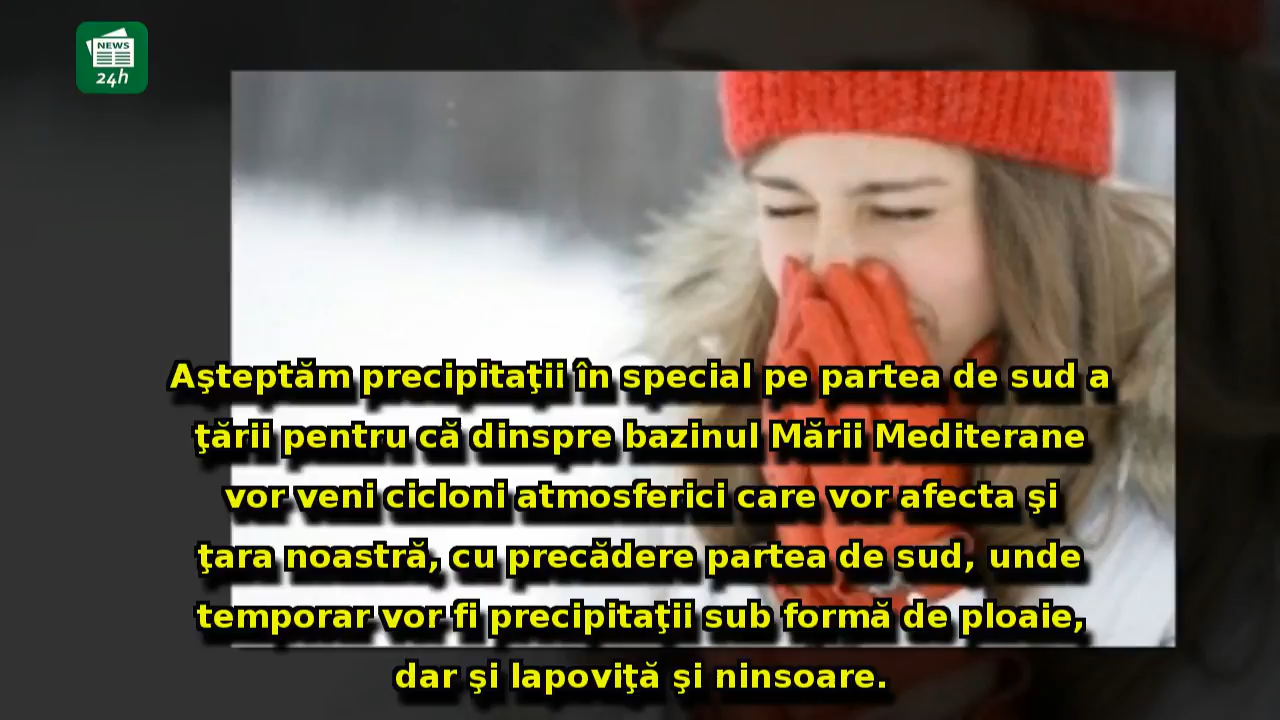 NEWS
24h
Aşteptăm precipitaţii în special pe partea de sud a
ţării pentru că dinspre bazinul Mării Mediterane
vor veni cicloni atmosferici care vor afecta şi
ţara noastră, cu precădere partea de sud, unde
temporar vor fi precipitaţii sub formă de ploaie,
dar şi lapoviţă şi ninsoare.